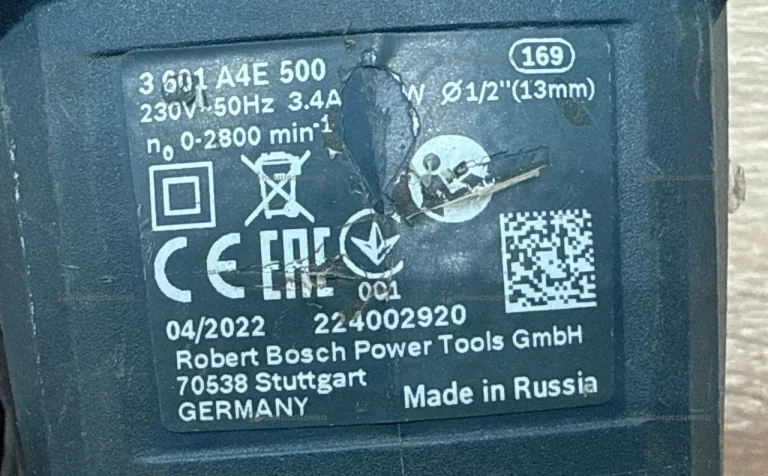 3 601 A4E 500
169
230V~50Hz 3.4A W Ø1/2"(13mm)
n₀ 0-2800 min⁻¹
CE EAC
001
04/2022 224002920
Robert Bosch Power Tools GmbH
70538 Stuttgart
GERMANY
Made in Russia